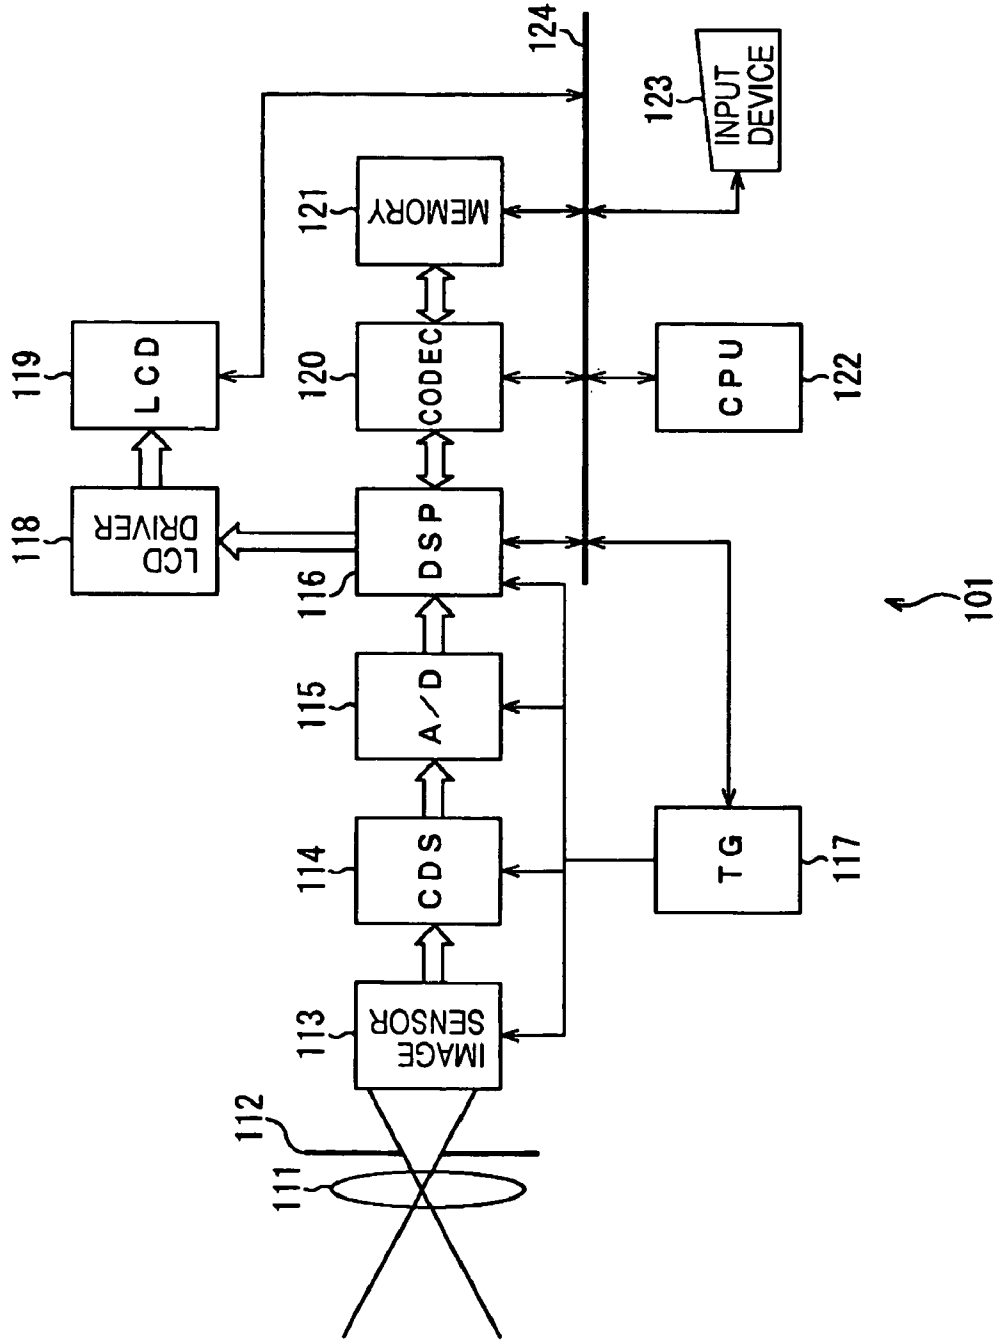 119
LCD
118
LCD
DRIVER
111
112
113
IMAGE
SENSOR
114
CDS
115
A/D
116
DSP
120
CODEC
121
MEMORY
124
117
TG
122
CPU
123
INPUT
DEVICE
101